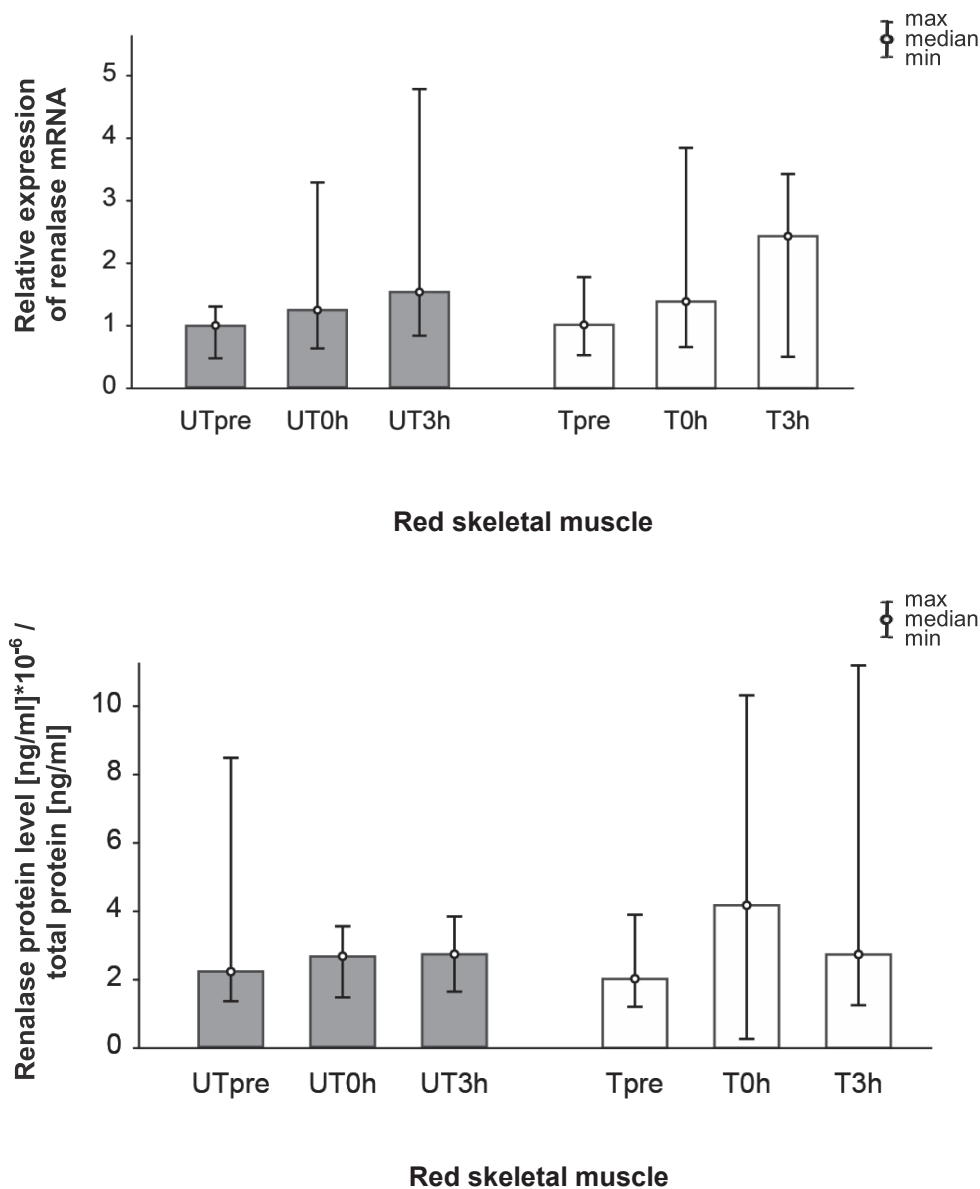 max
median
min
Relative expression
of renalase mRNA
5
4
3
2
1
0
UTpre UT0h UT3h Tpre T0h T3h
Red skeletal muscle
max
median
min
Renalase protein level [ng/ml]*10⁻⁶ /
total protein [ng/ml]
10
8
6
4
2
0
UTpre UT0h UT3h Tpre T0h T3h
Red skeletal muscle